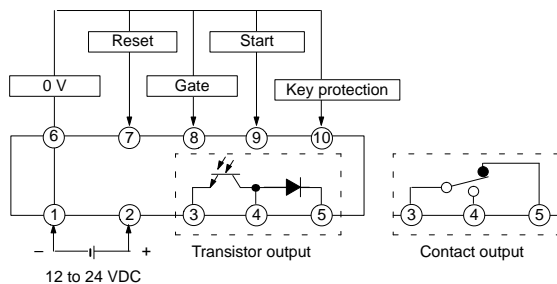 Reset Start
0 V Gate Key protection
6 7 8 9 10
1 2 3 4 5 3 4 5
− +
Transistor output Contact output
12 to 24 VDC